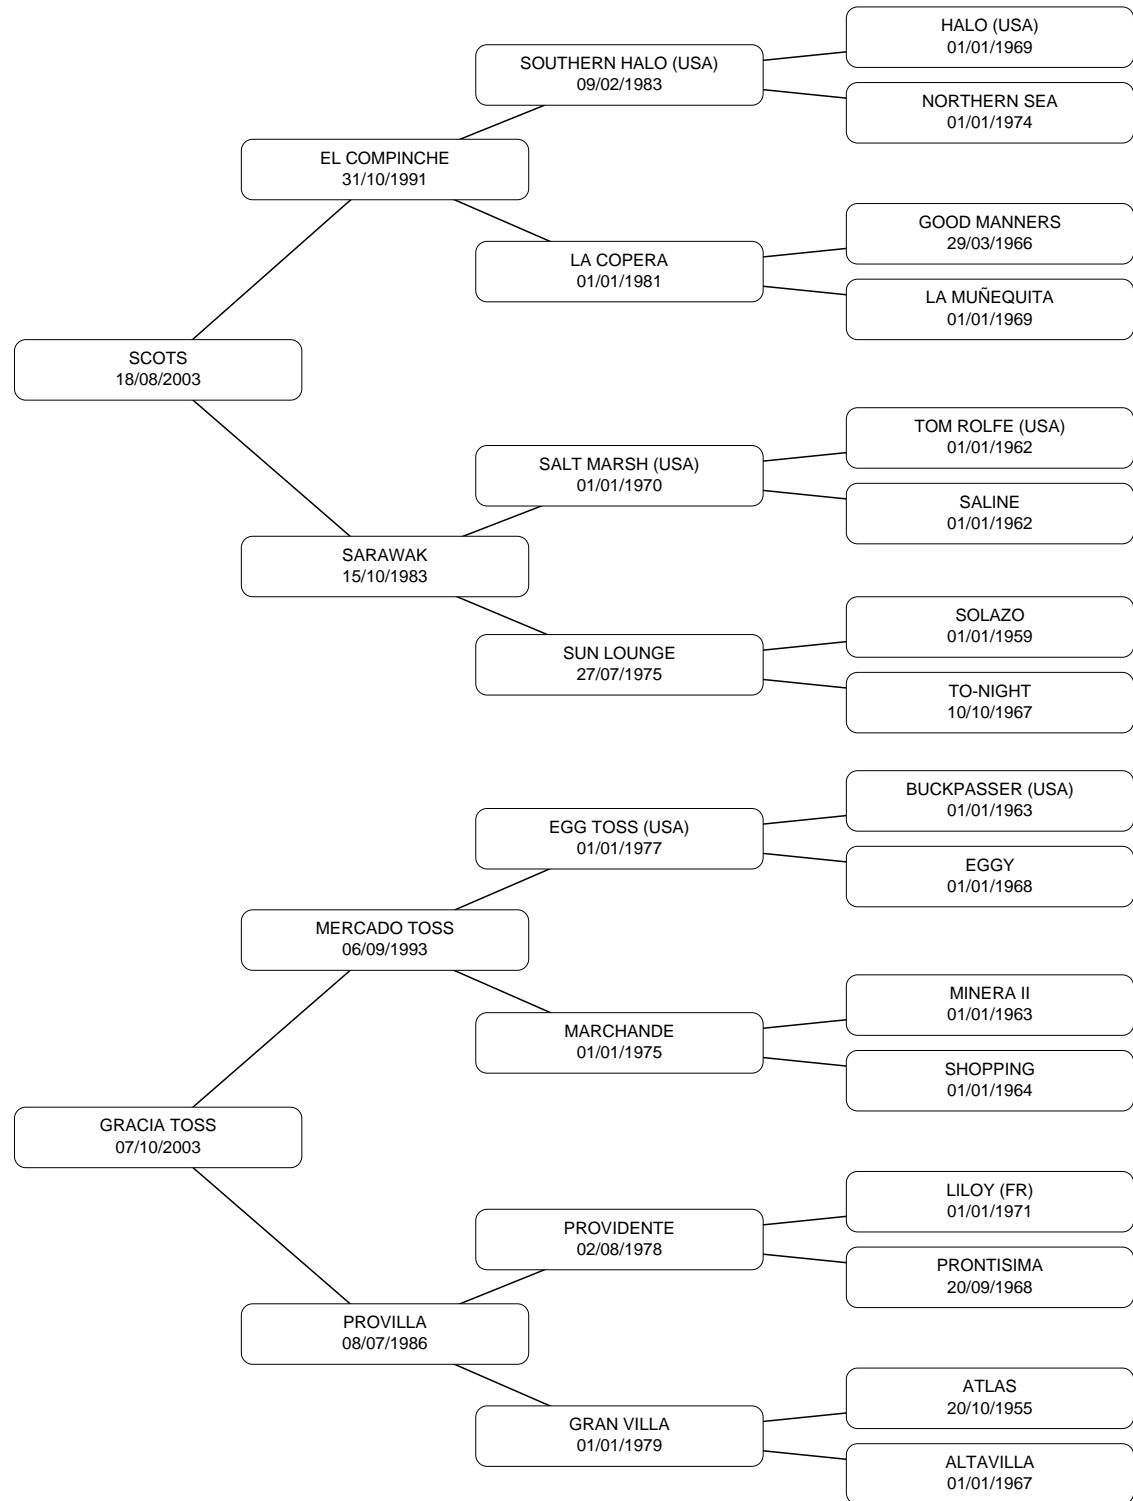 HALO (USA)
01/01/1969
SOUTHERN HALO (USA)
09/02/1983
NORTHERN SEA
01/01/1974
EL COMPINCHE
31/10/1991
GOOD MANNERS
29/03/1966
LA COPERA
01/01/1981
LA MUÑEQUITA
01/01/1969
SCOTS
18/08/2003
TOM ROLFE (USA)
01/01/1962
SALT MARSH (USA)
01/01/1970
SALINE
01/01/1962
SARAWAK
15/10/1983
SOLAZO
01/01/1959
SUN LOUNGE
27/07/1975
TO-NIGHT
10/10/1967
BUCKPASSER (USA)
01/01/1963
EGG TOSS (USA)
01/01/1977
EGGY
01/01/1968
MERCADO TOSS
06/09/1993
MINERA II
01/01/1963
MARCHANDE
01/01/1975
SHOPPING
01/01/1964
GRACIA TOSS
07/10/2003
LILOY (FR)
01/01/1971
PROVIDENTE
02/08/1978
PRONTISIMA
20/09/1968
PROVILLA
08/07/1986
ATLAS
20/10/1955
GRAN VILLA
01/01/1979
ALTAVILLA
01/01/1967